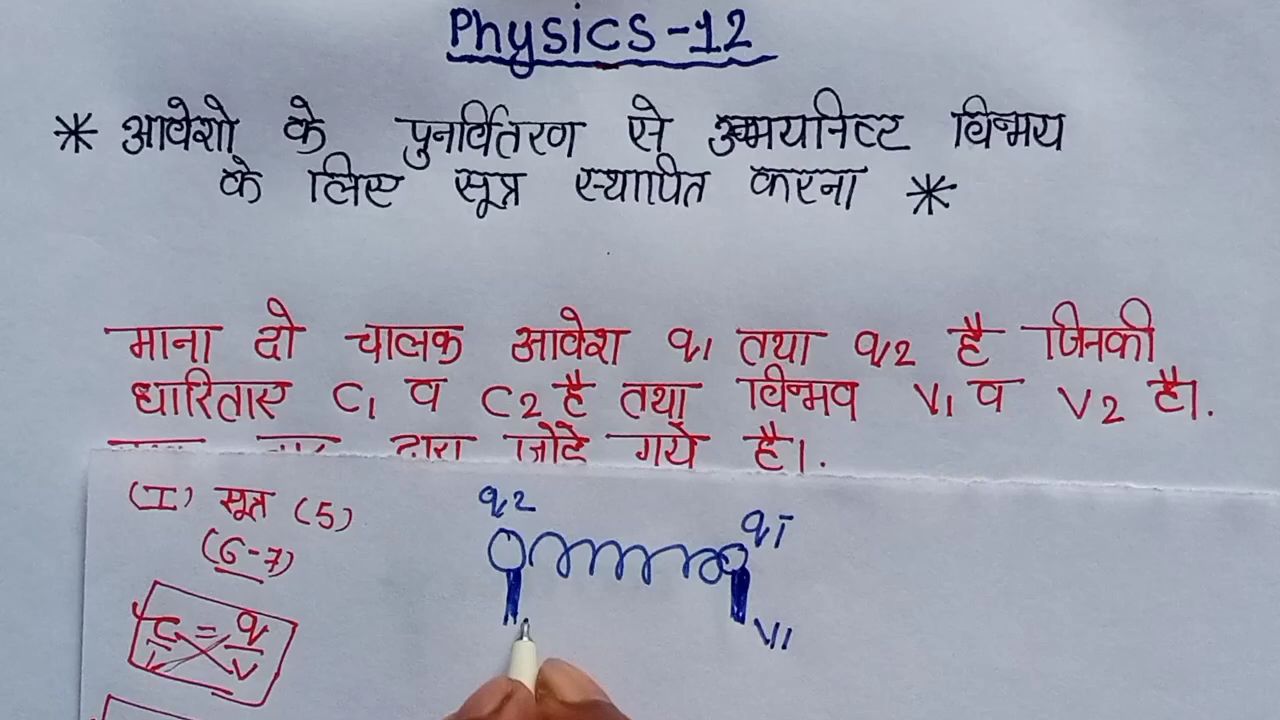 Physics-12
* आवेशो के पुनर्वितरण से उभयनिष्ट विभव
के लिए सूत्र स्थापित करना *
माना दो चालक आवेश q1 तथा q2 है जिनकी
धारिताए C1 व C2 है तथा विभव V1 व V2 है।.
द्वारा जोडे गये है।.
(I) सूत्र (5)
(6-7)
C = q
V
q2
q1
V1